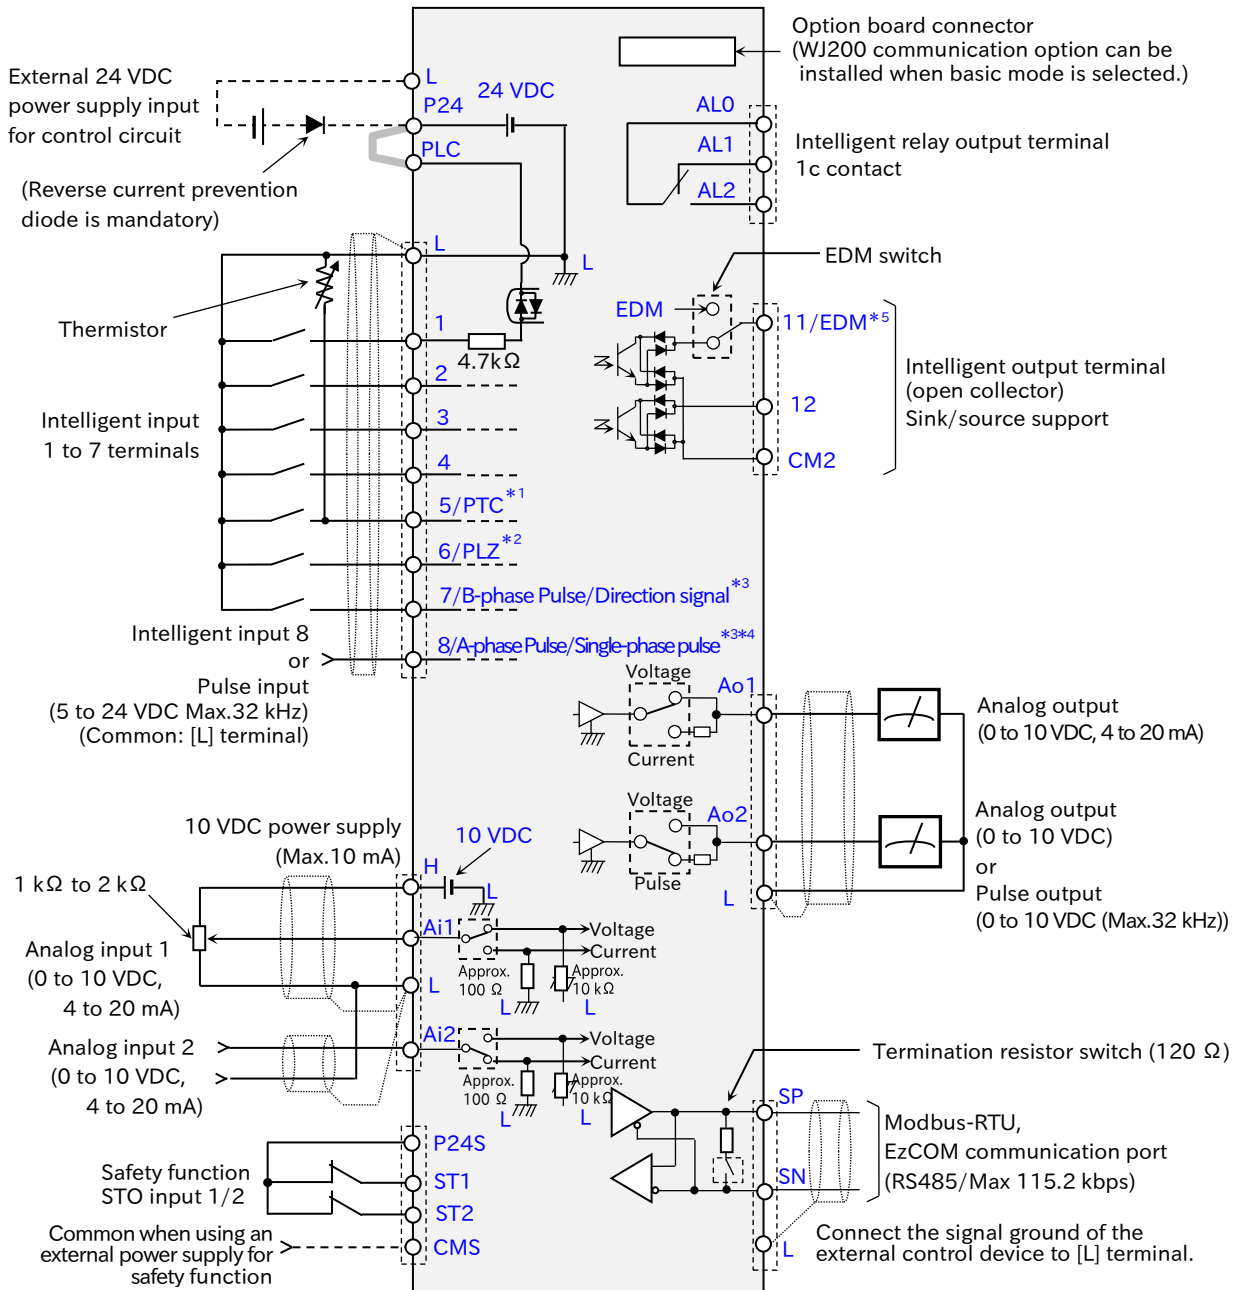 Option board connector
(WJ200 communication option can be
installed when basic mode is selected.)
External 24 VDC
power supply input
for control circuit
(Reverse current prevention
diode is mandatory)
L
P24
24 VDC
PLC
AL0
AL1
AL2
Intelligent relay output terminal
1c contact
L
L
EDM switch
EDM
11/EDM*5
Thermistor
1
4.7kΩ
2
Intelligent output terminal
(open collector)
Sink/source support
12
CM2
Intelligent input
1 to 7 terminals
3
4
5/PTC*1
6/PLZ*2
7/B-phase Pulse/Direction signal*3
8/A-phase Pulse/Single-phase pulse*3*4
Intelligent input 8
or
Pulse input
(5 to 24 VDC Max.32 kHz)
(Common: [L] terminal)
Voltage
Current
Ao1
Analog output
(0 to 10 VDC, 4 to 20 mA)
Voltage
Pulse
Ao2
L
Analog output
(0 to 10 VDC)
or
Pulse output
(0 to 10 VDC (Max.32 kHz))
10 VDC power supply
(Max.10 mA)
H
10 VDC
L
1 kΩ to 2 kΩ
Analog input 1
(0 to 10 VDC,
4 to 20 mA)
Ai1
Voltage
Current
Approx.
100 Ω
Approx.
10 kΩ
L
L
L
Analog input 2
(0 to 10 VDC,
4 to 20 mA)
Ai2
Voltage
Current
Approx.
100 Ω
Approx.
10 kΩ
L
L
Termination resistor switch (120 Ω)
SP
SN
L
Modbus-RTU,
EzCOM communication port
(RS485/Max 115.2 kbps)
Connect the signal ground of the
external control device to [L] terminal.
P24S
Safety function
STO input 1/2
ST1
ST2
CMS
Common when using an
external power supply for
safety function